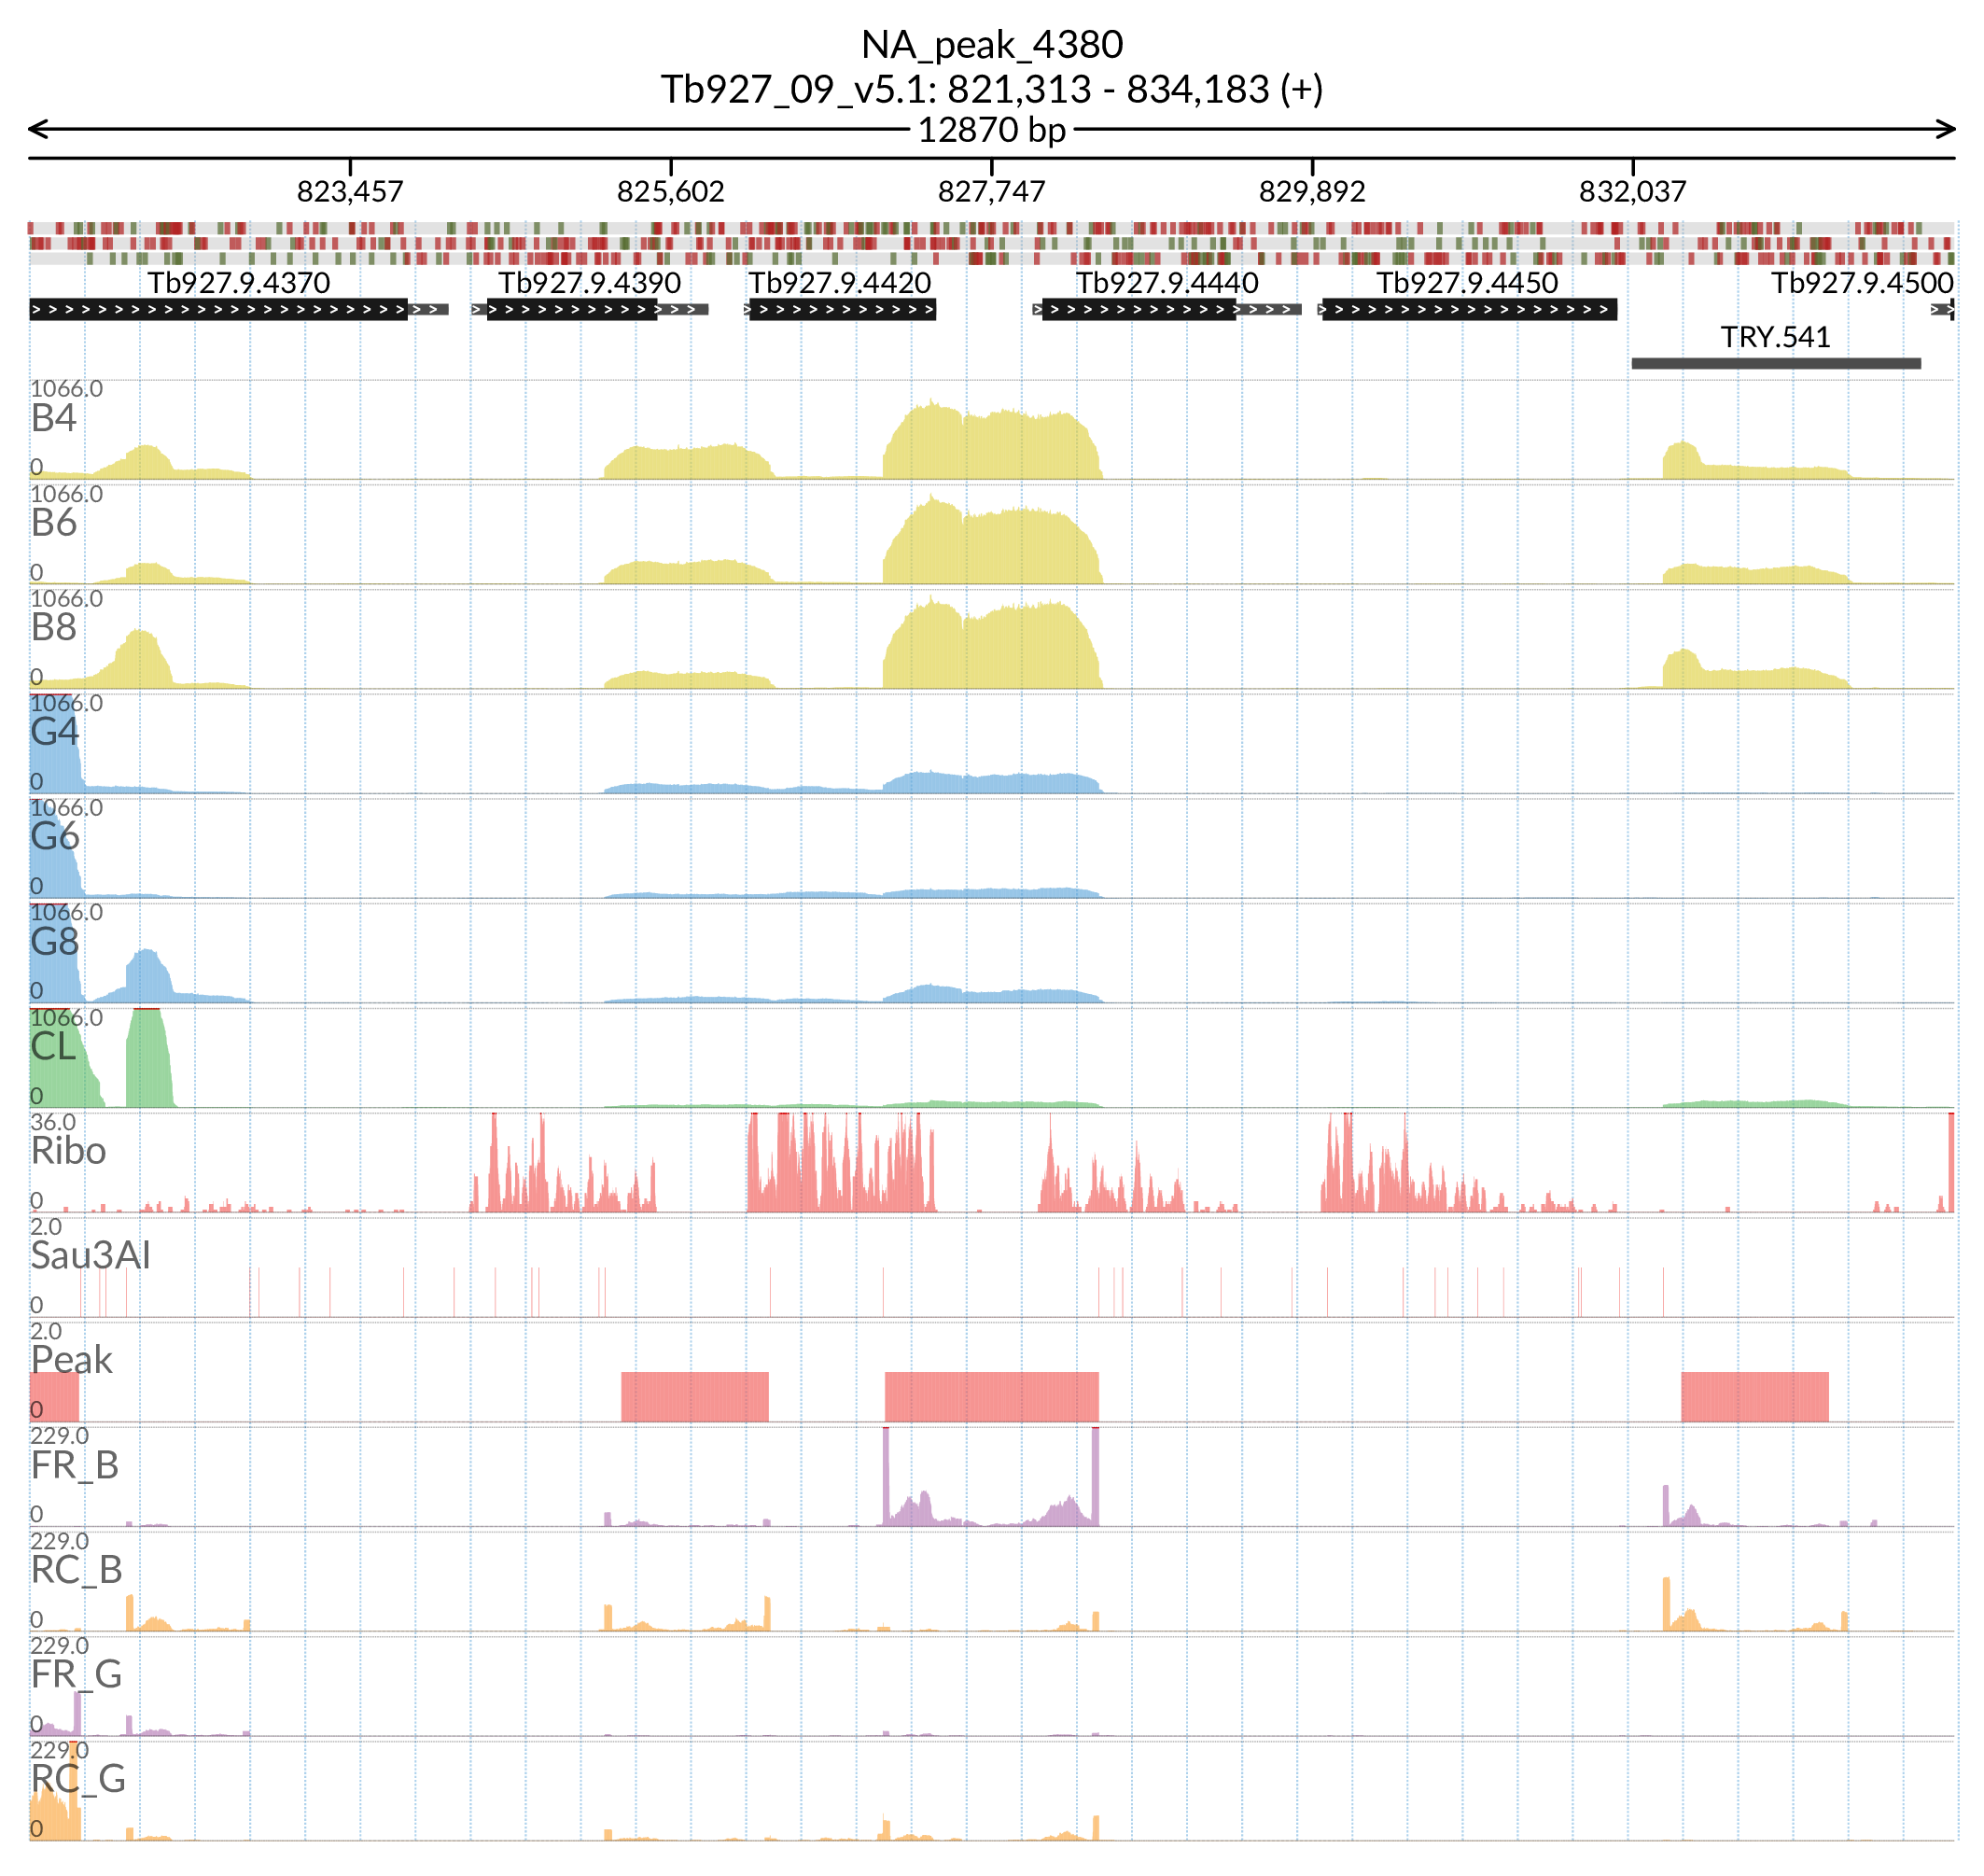 NA_peak_4380
Tb927_09_v5.1: 821,313 - 834,183 (+)
12870 bp
823,457 825,602 827,747 829,892 832,037
Tb927.9.4370 Tb927.9.4390 Tb927.9.4420 Tb927.9.4440 Tb927.9.4450 Tb927.9.4500
TRY.541
1066.0
B4
0
1066.0
B6
0
1066.0
B8
0
1066.0
G4
0
1066.0
G6
0
1066.0
G8
0
1066.0
CL
0
36.0
Ribo
0
2.0
Sau3AI
0
2.0
Peak
0
229.0
FR_B
0
229.0
RC_B
0
229.0
FR_G
0
229.0
RC_G
0